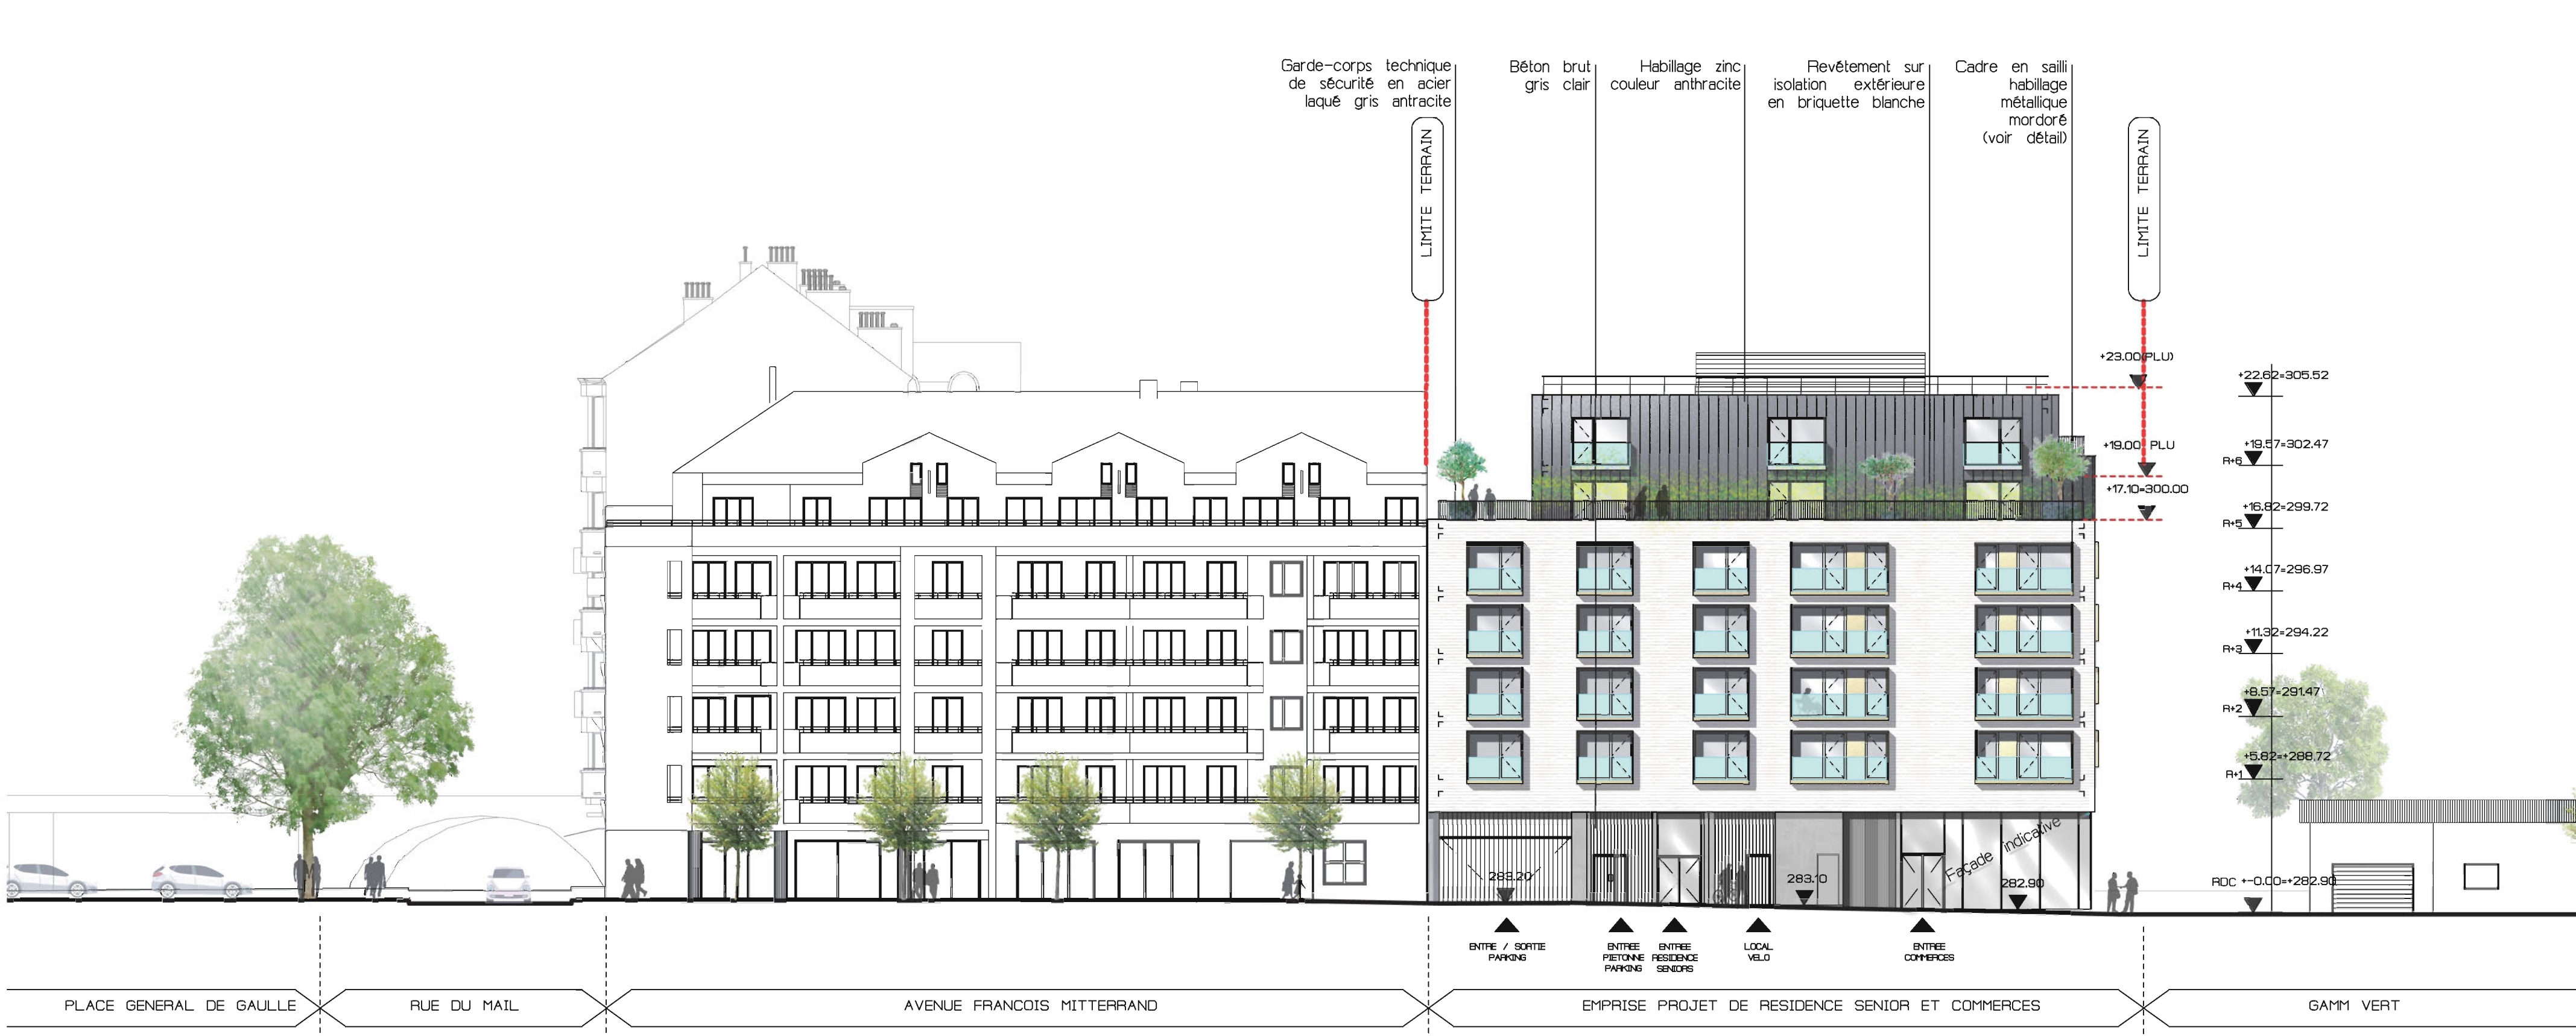 Garde-corps technique
de sécurité en acier
laqué gris antracite
Béton brut
gris clair
Habillage zinc
couleur anthracite
Revêtement sur
isolation extérieure
en briquette blanche
Cadre en sailli
habillage
métallique
mordoré
(voir détail)
LIMITE TERRAIN
LIMITE TERRAIN
+23.00(PLU)
+22.62=305.52
+19.00 PLU
+19.57=302.47
R+6
+17.10=300.00
+16.82=299.72
R+5
+14.07=296.97
R+4
+11.32=294.22
R+3
+8.57=291.47
R+2
+5.82=+288.72
R+1
Façade indicative
283.20
283.10
282.90
RDC +-0.00=+282.90
ENTRE / SORTIE
PARKING
ENTREE
PIETONNE
PARKING
ENTREE
RESIDENCE
SENIORS
LOCAL
VELO
ENTREE
COMMERCES
PLACE GENERAL DE GAULLE
RUE DU MAIL
AVENUE FRANCOIS MITTERRAND
EMPRISE PROJET DE RESIDENCE SENIOR ET COMMERCES
GAMM VERT